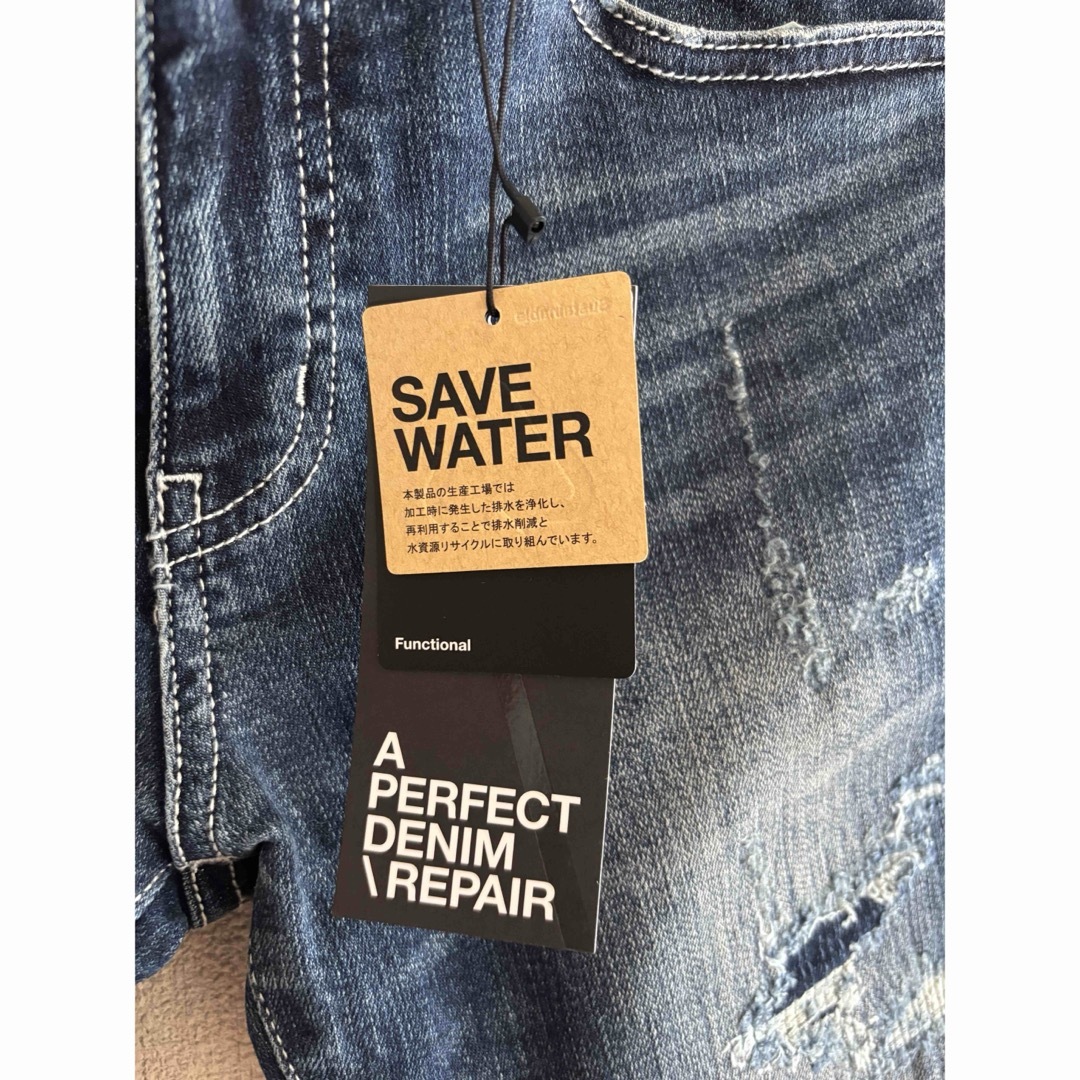 SAVE
WATER
本製品の生産工場では
加工時に発生した排水を浄化し、
再利用することで排水削減と
水資源リサイクルに取り組んでいます。
Functional
A
PERFECT
DENIM
\REPAIR